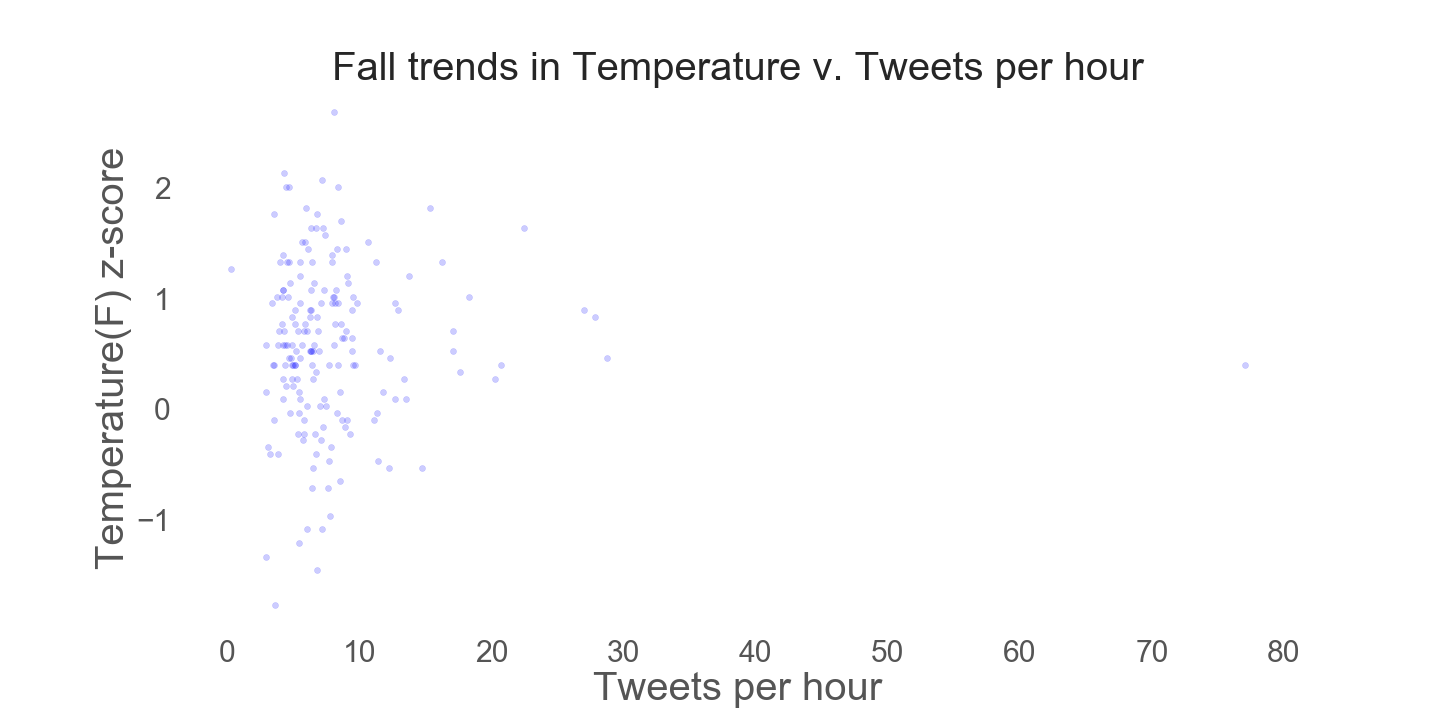 Fall trends in Temperature v. Tweets per hour
Temperature(F) z-score
2
1
0
−1
0 10 20 30 40 50 60 70 80
Tweets per hour